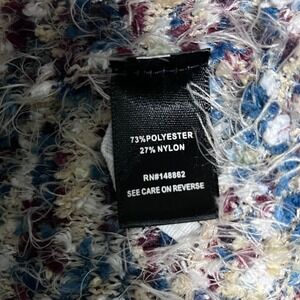 73%POLYESTER
27% NYLON
RN#148862
SEE CARE ON REVERSE